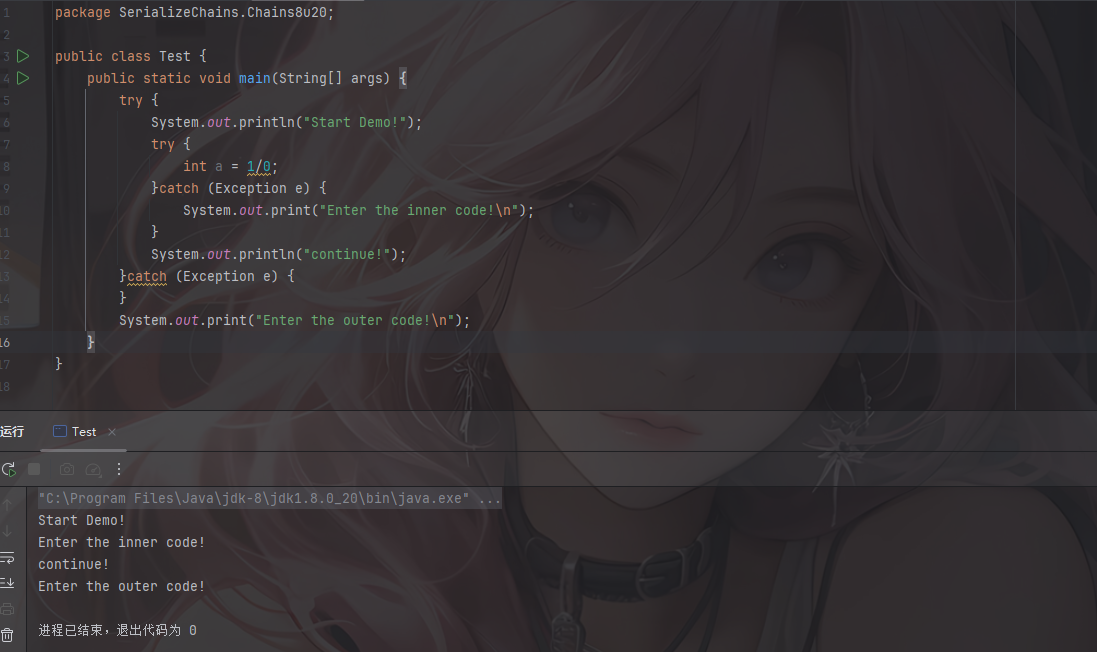 1 package SerializeChains.Chains8u20;
2
3 public class Test {
4 public static void main(String[] args) {
5 try {
6 System.out.println("Start Demo!");
7 try {
8 int a = 1/0;
9 }catch (Exception e) {
10 System.out.print("Enter the inner code!\n");
11 }
12 System.out.println("continue!");
13 }catch (Exception e) {
14 }
15 System.out.print("Enter the outer code!\n");
16 }
17 }
18
运行 Test ×
"C:\Program Files\Java\jdk-8\jdk1.8.0_20\bin\java.exe" ...
Start Demo!
Enter the inner code!
continue!
Enter the outer code!
进程已结束，退出代码为 0